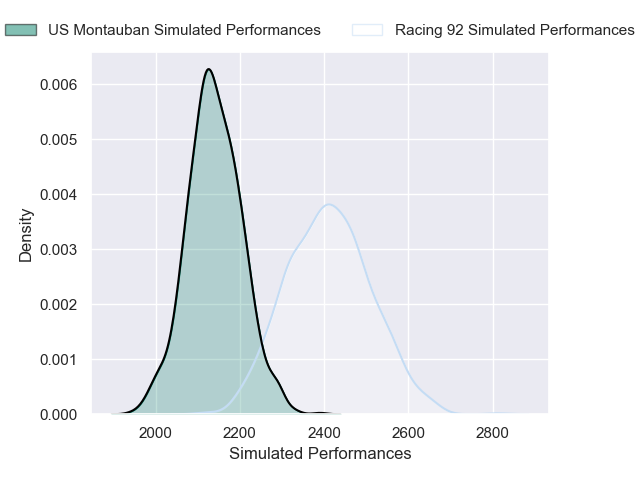 US Montauban Simulated Performances
Racing 92 Simulated Performances
0.006
0.005
0.004
0.003
0.002
0.001
0.000
Density
2000 2200 2400 2600 2800
Simulated Performances